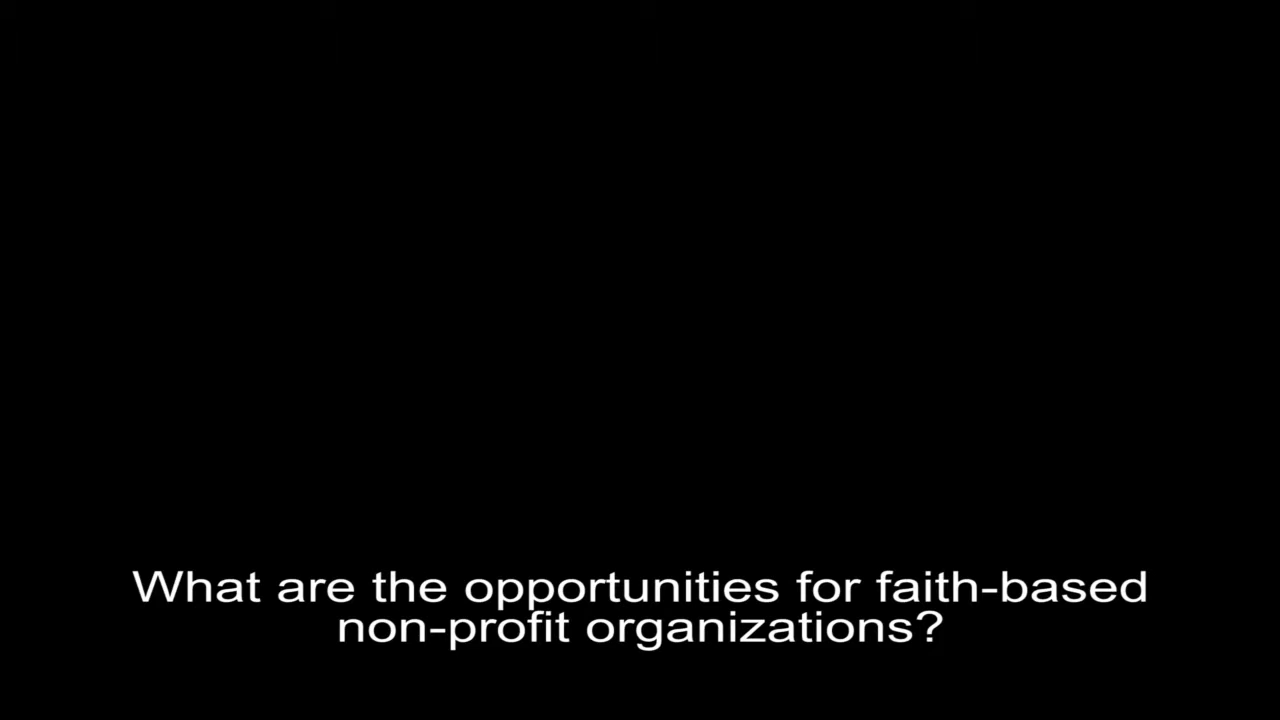 What are the opportunities for faith-based
non-profit organizations?